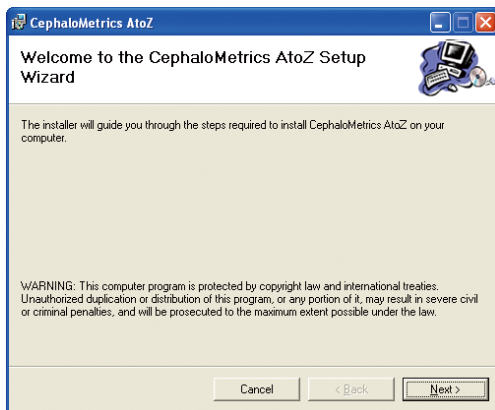 CephaloMetrics AtoZ
Welcome to the CephaloMetrics AtoZ Setup
Wizard
The installer will guide you through the steps required to install CephaloMetrics AtoZ on your
computer.
WARNING: This computer program is protected by copyright law and international treaties.
Unauthorized duplication or distribution of this program, or any portion of it, may result in severe civil
or criminal penalties, and will be prosecuted to the maximum extent possible under the law.
Cancel < Back Next >